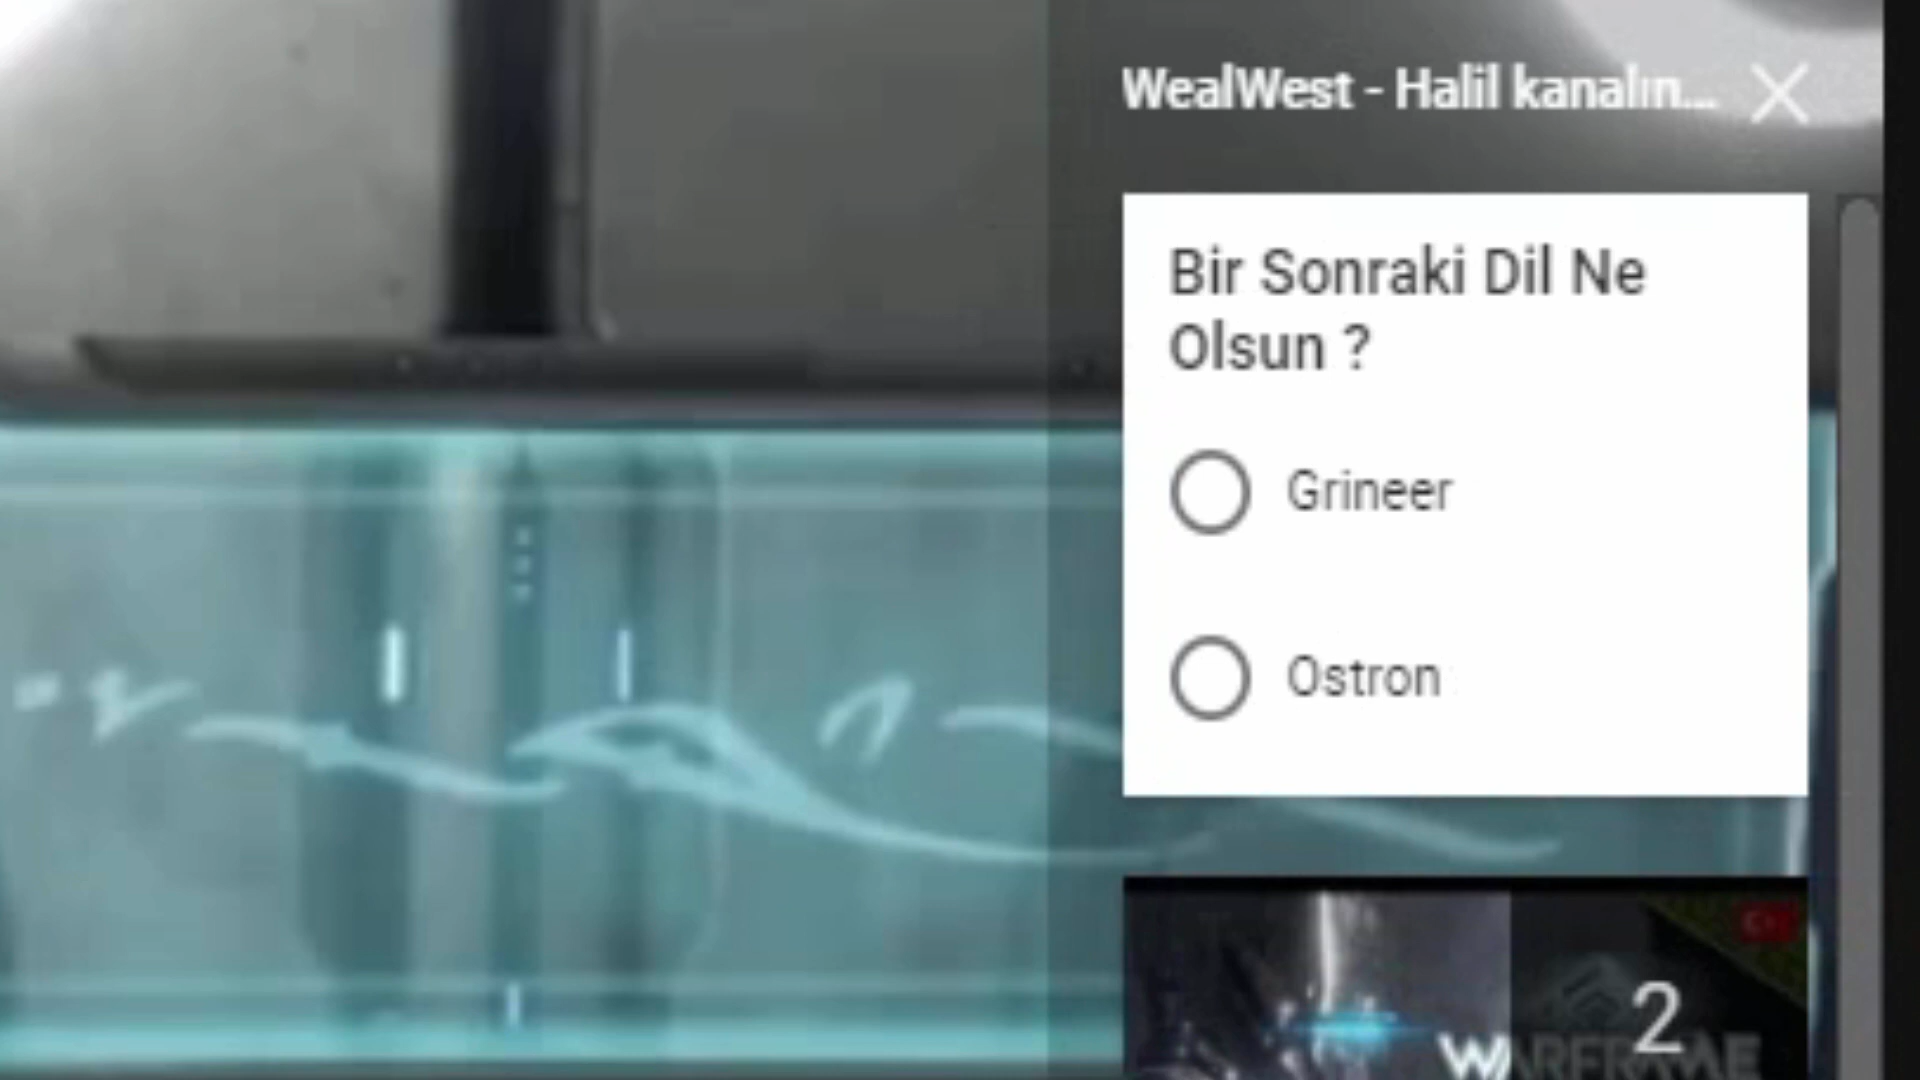 WealWest - Halil kanalın...
Bir Sonraki Dil Ne
Olsun ?
Grineer
Ostron
2
WARFRAME